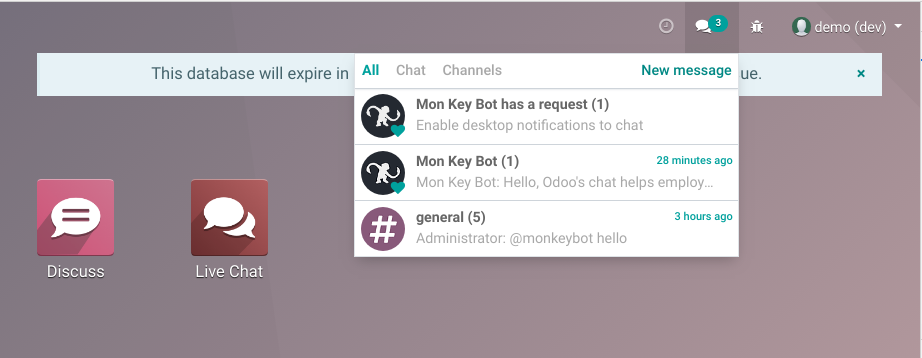 3
demo (dev)
This database will expire in
ue.
×
All Chat Channels New message
Mon Key Bot has a request (1)
Enable desktop notifications to chat
Mon Key Bot (1) 28 minutes ago
Mon Key Bot: Hello, Odoo's chat helps employ...
general (5) 3 hours ago
Administrator: @monkeybot hello
Discuss
Live Chat